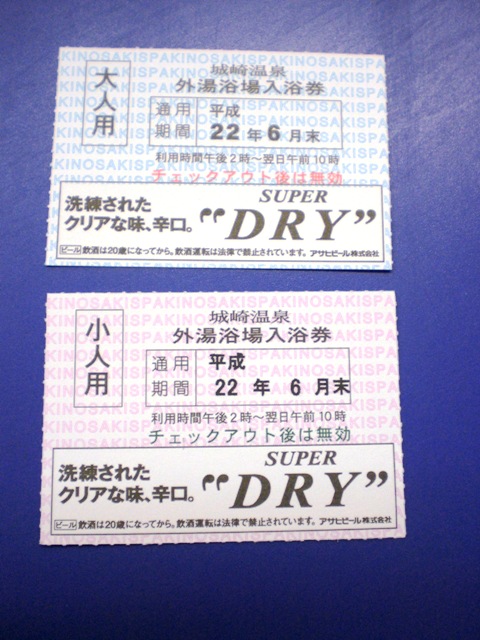 大人用
城崎温泉
外湯浴場入浴券
通用期間 平成
22年6月末
利用時間午後2時～翌日午前10時
チェックアウト後は無効
洗練された
クリアな味、辛口。
SUPER
“DRY”
ビール 飲酒は20歳になってから。飲酒運転は法律で禁止されています。 アサヒビール株式会社
小人用
城崎温泉
外湯浴場入浴券
通用期間 平成
22年 6月末
利用時間午後2時～翌日午前10時
チェックアウト後は無効
洗練された
クリアな味、辛口。
SUPER
“DRY”
ビール 飲酒は20歳になってから。飲酒運転は法律で禁止されています。 アサヒビール株式会社